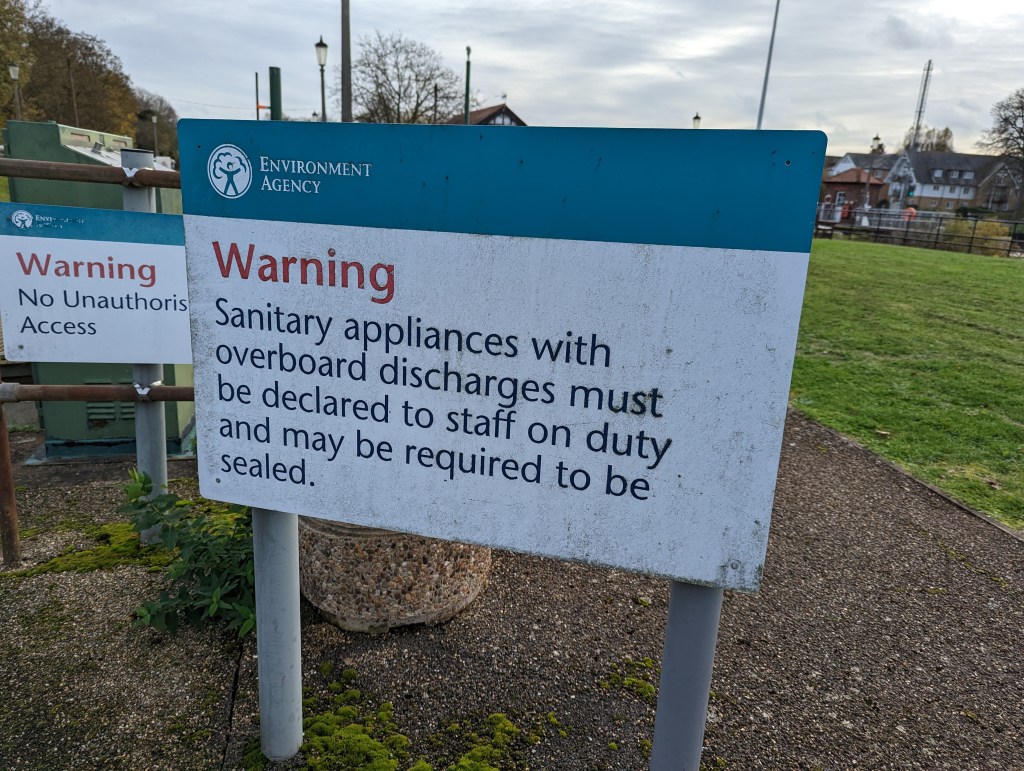 ENVIRONMENT
AGENCY
Warning
Sanitary appliances with
overboard discharges must
be declared to staff on duty
and may be required to be
sealed.
Warning
No Unauthoris
Access